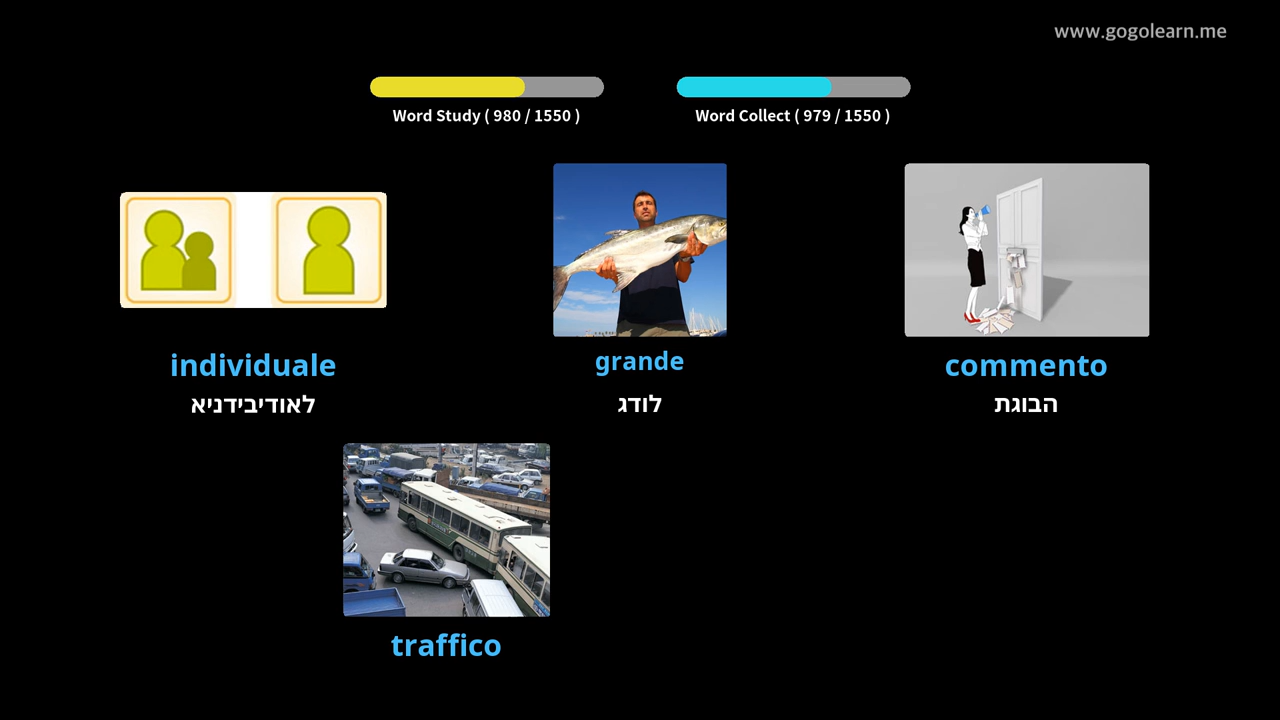 www.gogolearn.me
Word Study ( 980 / 1550 )
Word Collect ( 979 / 1550 )
individuale
לאודיבידניא
grande
לודג
commento
הבוגת
traffico